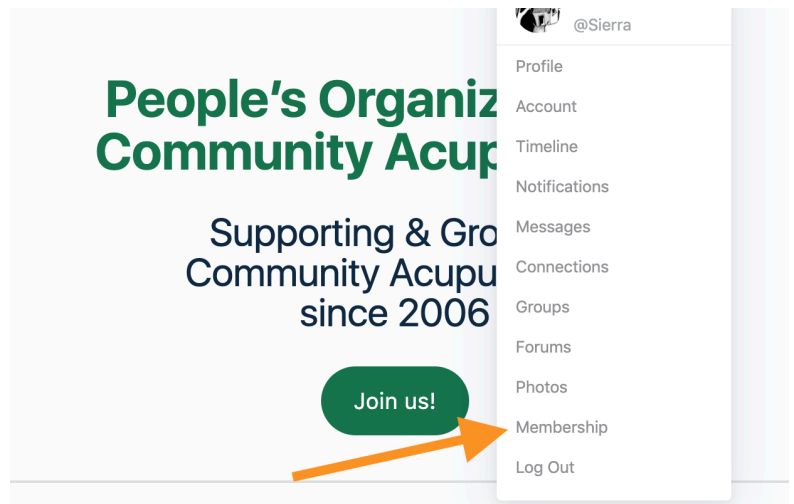 @Sierra
Profile
Account
Timeline
Notifications
Messages
Connections
Groups
Forums
Photos
Membership
Log Out
People’s Organiz
Community Acup
Supporting & Gro
Community Acupu
since 2006
Join us!